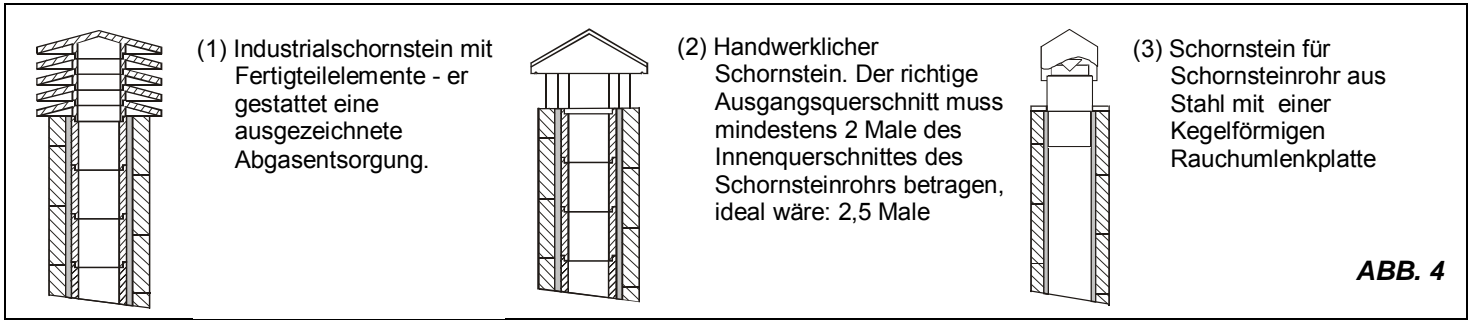 (1) Industrialschornstein mit
Fertigteilelemente - er
gestattet eine
ausgezeichnete
Abgasentsorgung.
(2) Handwerklicher
Schornstein. Der richtige
Ausgangsquerschnitt muss
mindestens 2 Male des
Innenquerschnittes des
Schornsteinrohrs betragen,
ideal wäre: 2,5 Male
(3) Schornstein für
Schornsteinrohr aus
Stahl mit einer
Kegelförmigen
Rauchumlenkplatte
ABB. 4